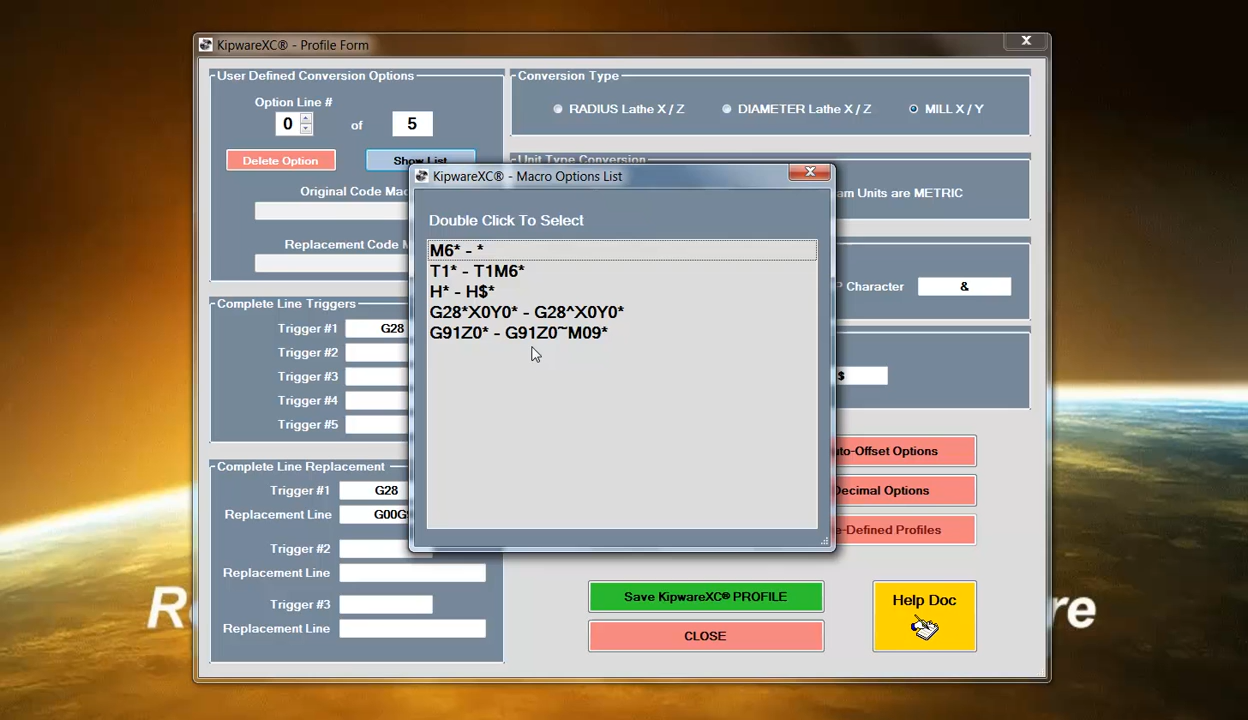 KipwareXC® - Profile Form
X
User Defined Conversion Options
Option Line #
0
of
5
Delete Option
Show List
Original Code Mac
Replacement Code M
Conversion Type
RADIUS Lathe X / Z
DIAMETER Lathe X / Z
MILL X / Y
Unit Type Conversion
am Units are METRIC
KipwareXC® - Macro Options List
X
Double Click To Select
M6* - *
T1* - T1M6*
H* - H$*
G28*X0Y0* - G28^X0Y0*
G91Z0* - G91Z0~M09*
P Character
&
$
Complete Line Triggers
Trigger #1
G28
Trigger #2
Trigger #3
Trigger #4
Trigger #5
Complete Line Replacement
Trigger #1
G28
Replacement Line
G00G
Trigger #2
Replacement Line
Trigger #3
Replacement Line
to-Offset Options
Decimal Options
e-Defined Profiles
Save KipwareXC® PROFILE
CLOSE
Help Doc
re